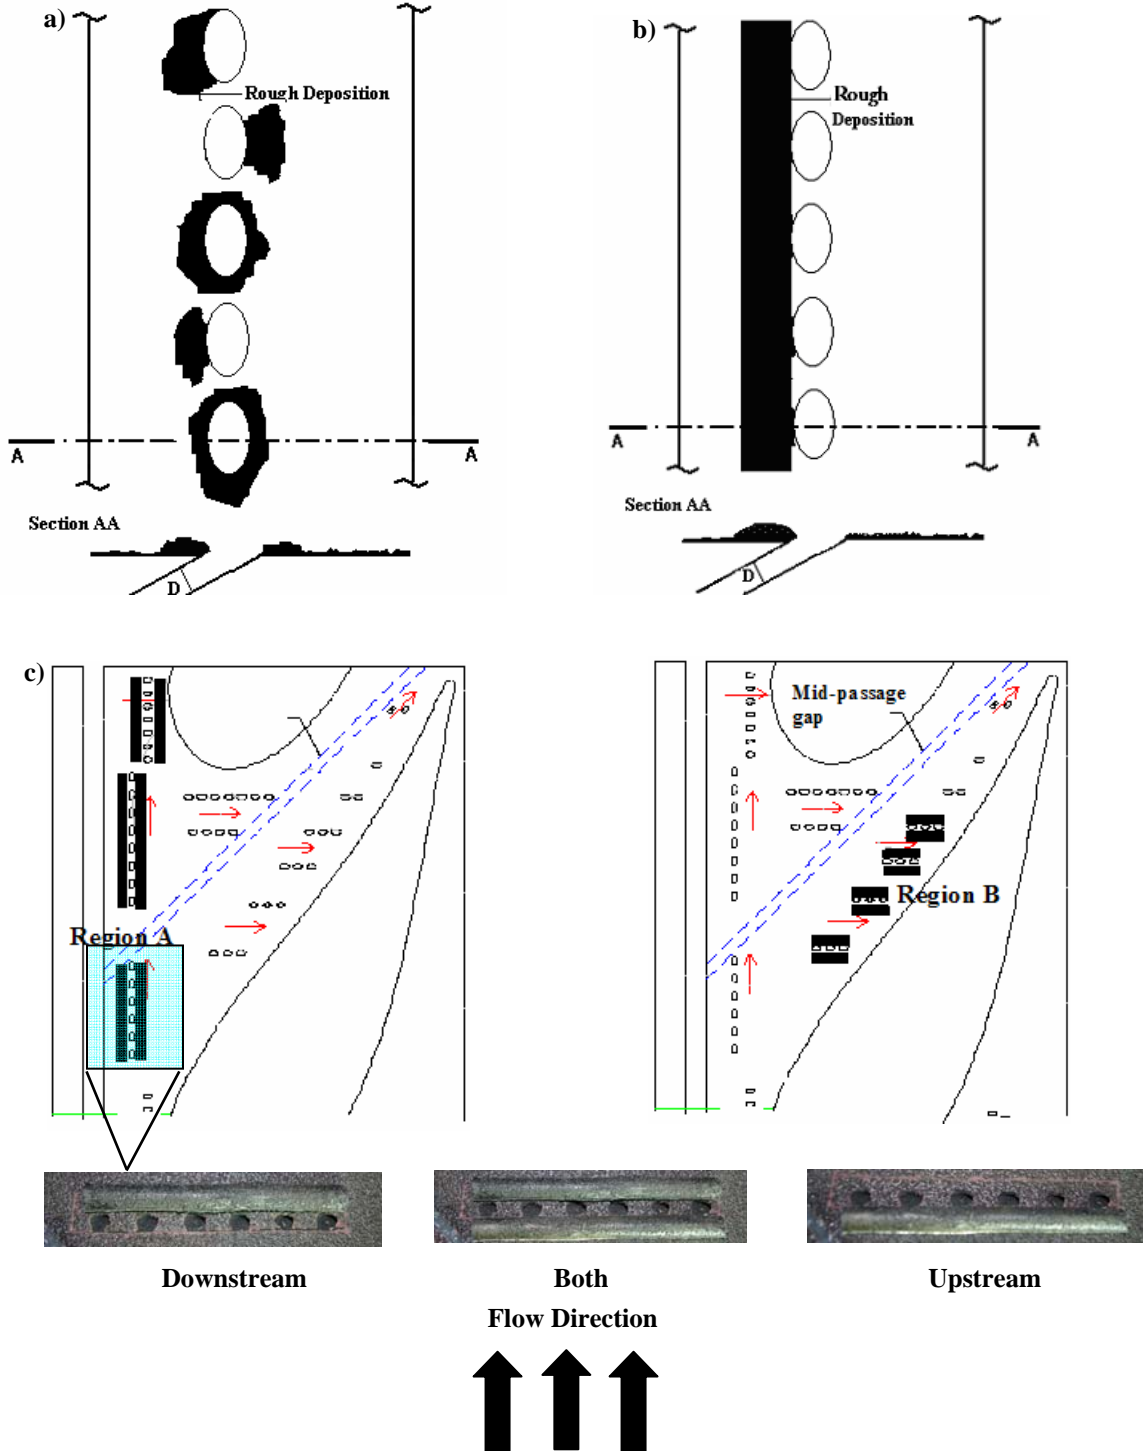 a)
Rough Deposition
A
A
Section AA
D
b)
Rough
Deposition
A
A
Section AA
D
c)
Region A
Mid-passage
gap
Region B
Downstream
Both
Upstream
Flow Direction